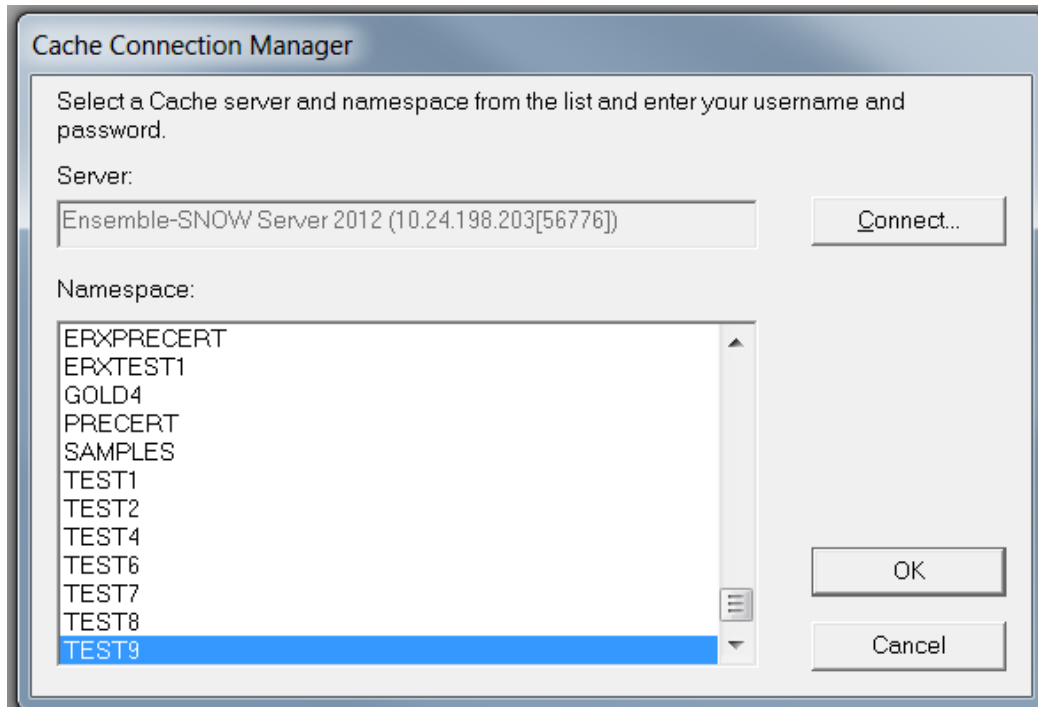 Cache Connection Manager
Select a Cache server and namespace from the list and enter your username and
password.
Server:
Ensemble-SNOW Server 2012 (10.24.198.203[56776])
Connect...
Namespace:
ERXPRECERT
ERXTEST1
GOLD4
PRECERT
SAMPLES
TEST1
TEST2
TEST4
TEST6
TEST7
TEST8
TEST9
OK
Cancel